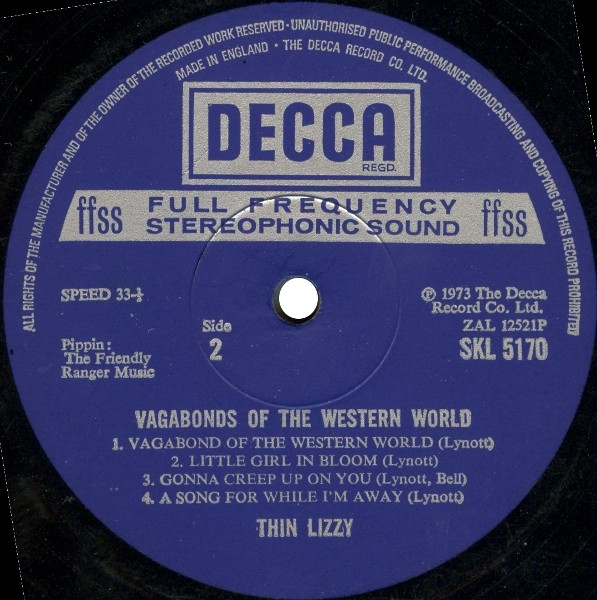 ALL RIGHTS OF THE MANUFACTURER AND OF THE OWNER OF THE RECORDED WORK RESERVED · UNAUTHORISED PUBLIC PERFORMANCE BROADCASTING AND COPYING OF THIS RECORD PROHIBITED
MADE IN ENGLAND · THE DECCA RECORD CO. LTD.
DECCA
REGD.
ffss FULL FREQUENCY ffss
STEREOPHONIC SOUND
SPEED 33-⅓
℗ 1973 The Decca
Record Co. Ltd.
Side
2
ZAL 12521P
SKL 5170
Pippin:
The Friendly
Ranger Music
VAGABONDS OF THE WESTERN WORLD
1. VAGABOND OF THE WESTERN WORLD (Lynott)
2. LITTLE GIRL IN BLOOM (Lynott)
3. GONNA CREEP UP ON YOU (Lynott, Bell)
4. A SONG FOR WHILE I'M AWAY (Lynott)
THIN LIZZY